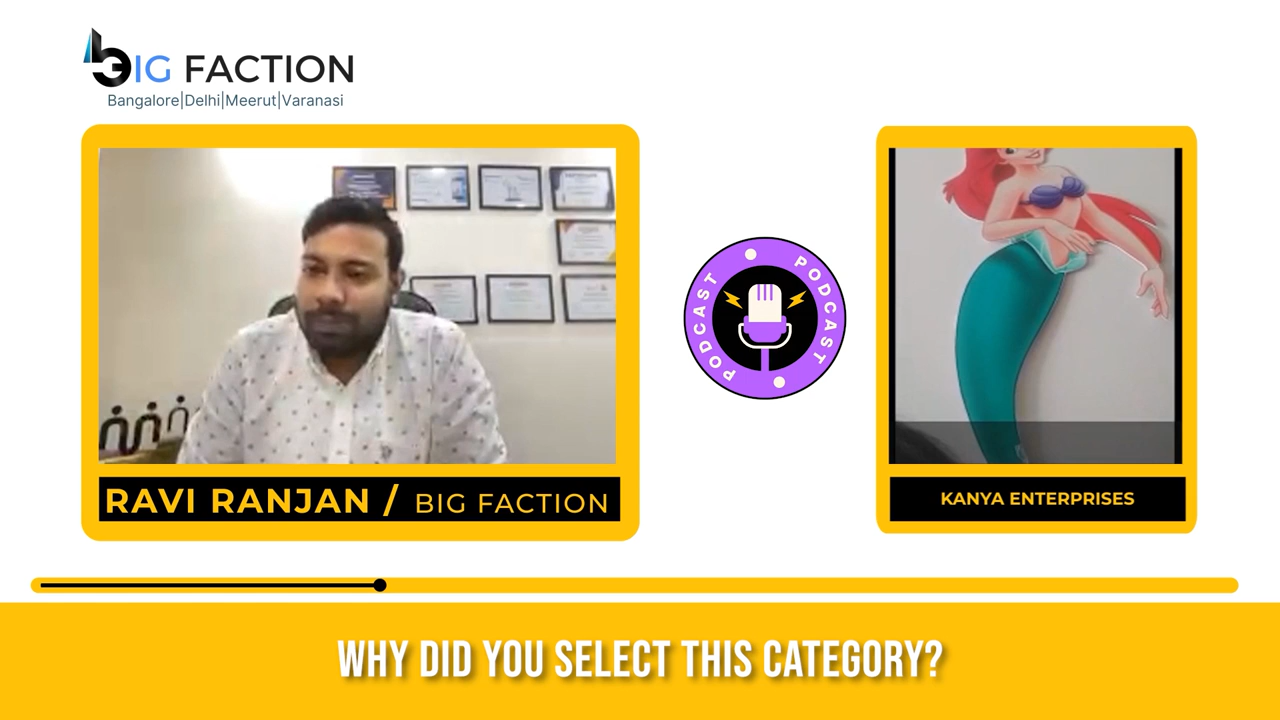 BIG FACTION
Bangalore|Delhi|Meerut|Varanasi
PODCAST
PODCAST
RAVI RANJAN / BIG FACTION
KANYA ENTERPRISES
WHY DID YOU SELECT THIS CATEGORY?